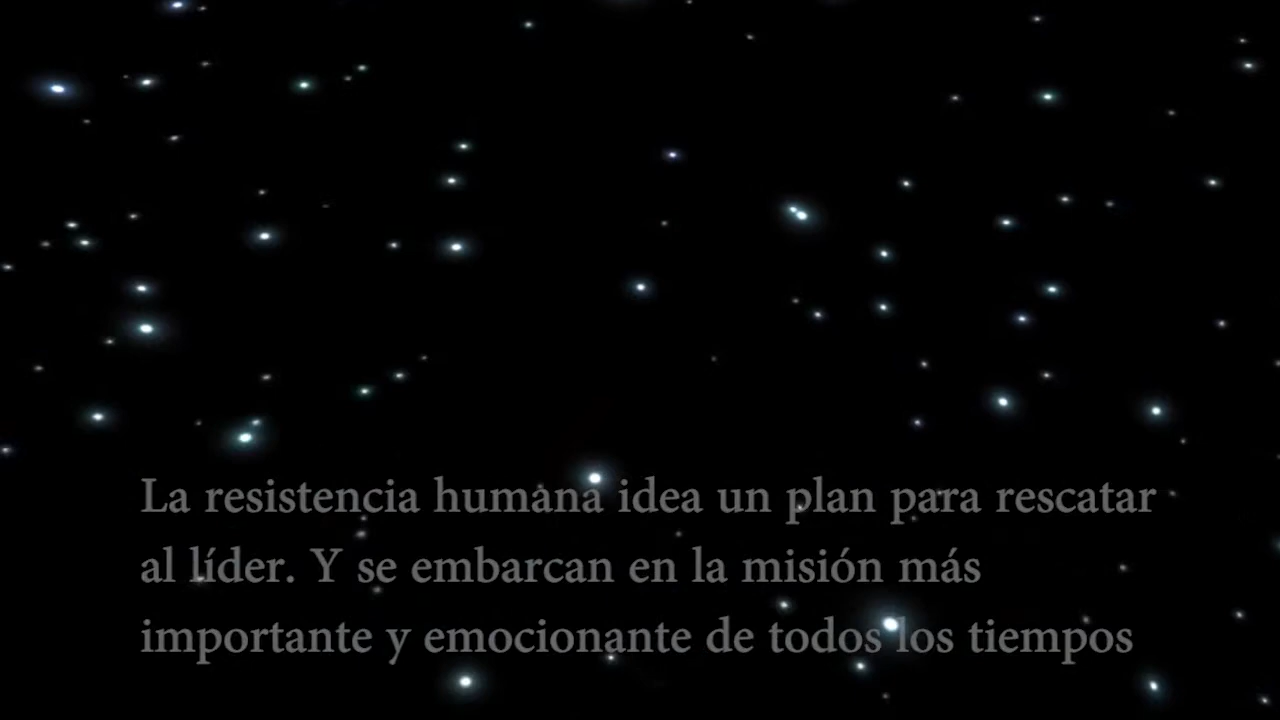 La resistencia humana idea un plan para rescatar
al líder. Y se embarcan en la misión más
importante y emocionante de todos los tiempos